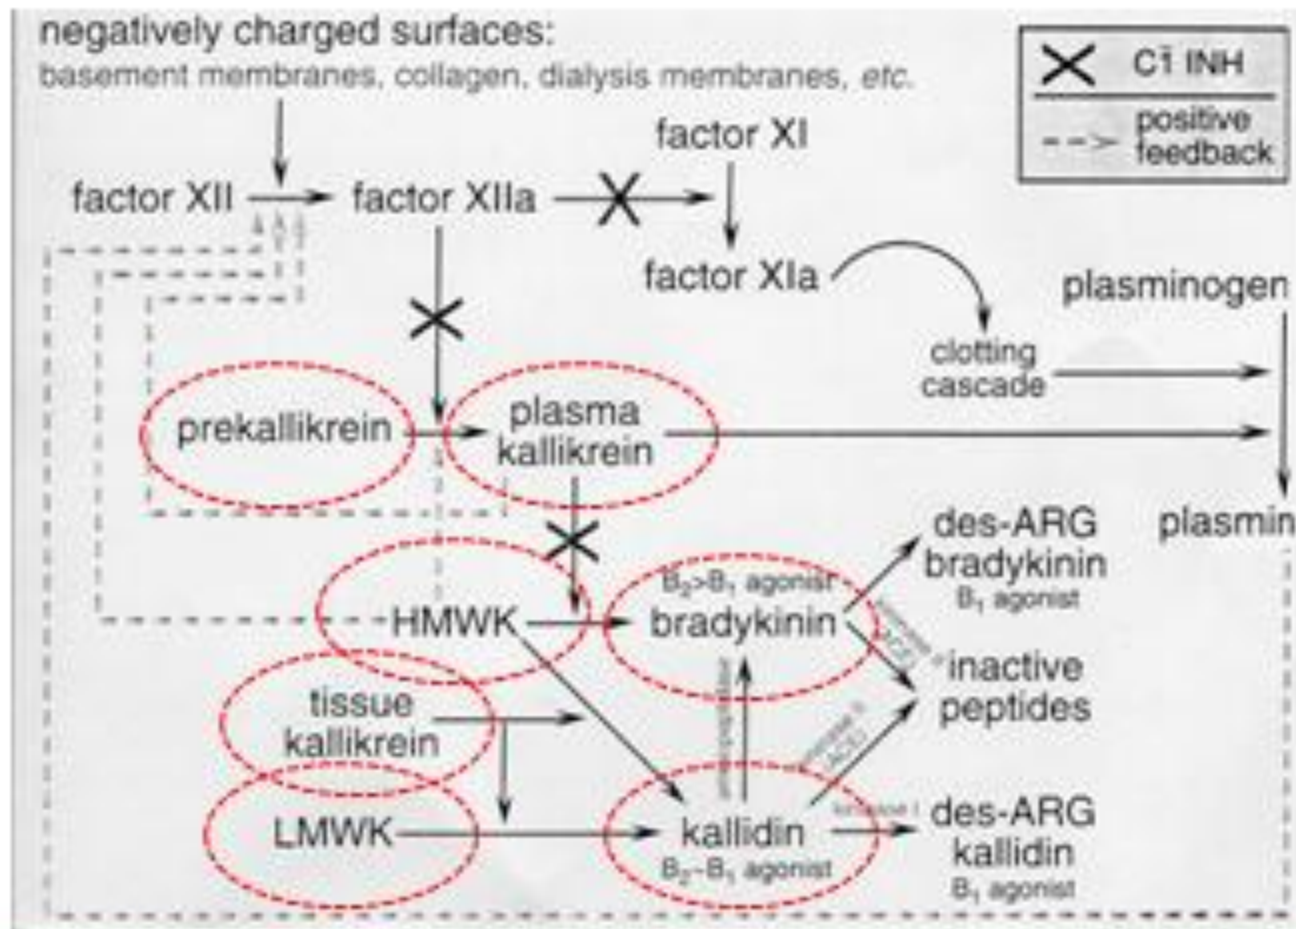 negatively charged surfaces:
basement membranes, collagen, dialysis membranes, etc.
C1̄ INH
positive
feedback
factor XI
factor XII
factor XIIa
factor XIa
plasminogen
clotting
cascade
prekallikrein
plasma
kallikrein
des-ARG
bradykinin
B₁ agonist
plasmin
B₂>B₁ agonist
HMWK
bradykinin
inactive
peptides
tissue
kallikrein
LMWK
kallidin
B₂~B₁ agonist
des-ARG
kallidin
B₁ agonist